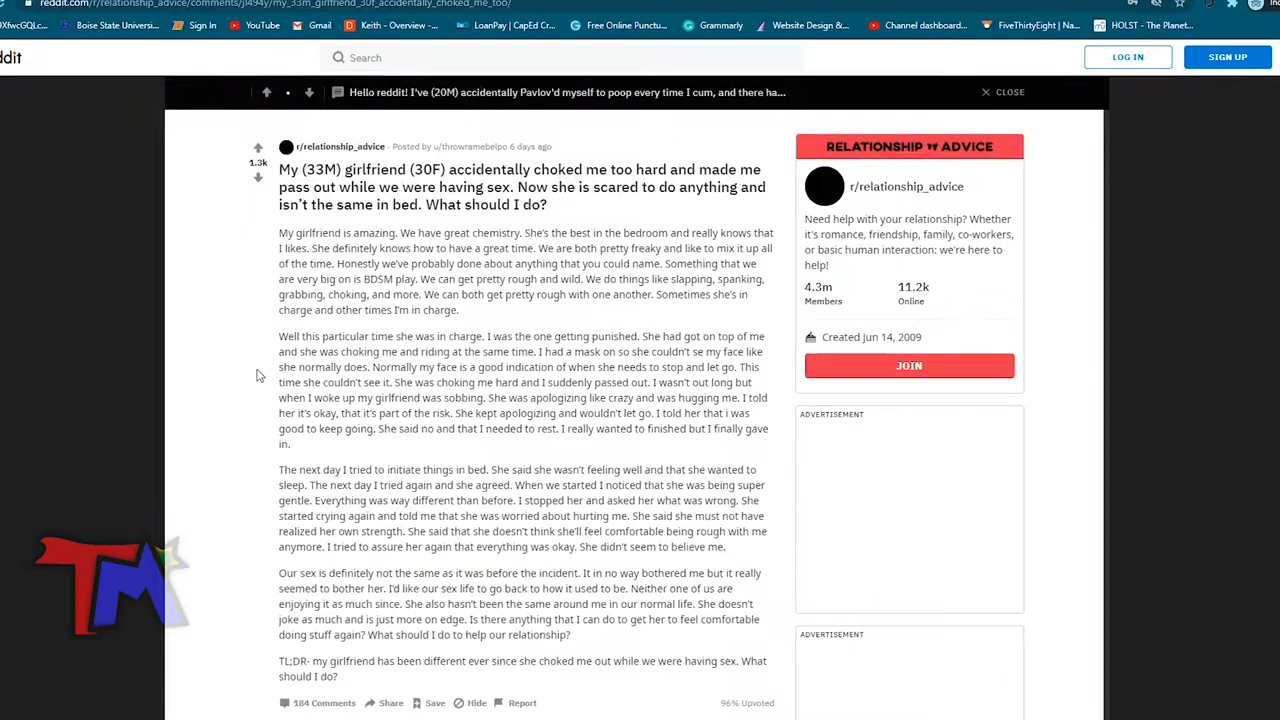 reddit.com/r/relationship_advice/comments/jl494y/my_33m_girlfriend_30f_accidentally_choked_me_too/
9XfwcGQLc...
Boise State Universi...
Sign In
YouTube
Gmail
Keith - Overview -...
LoanPay | CapEd Cr...
Free Online Punctu...
Grammarly
Website Design &...
Channel dashboard...
FiveThirtyEight | Na...
HOLST - The Planet...
ddit
Search
LOG IN
SIGN UP
Hello reddit! I've (20M) accidentally Pavlov'd myself to poop every time I cum, and there ha...
CLOSE
r/relationship_advice · Posted by u/throwramebelpo 6 days ago
1.3k
My (33M) girlfriend (30F) accidentally choked me too hard and made me
pass out while we were having sex. Now she is scared to do anything and
isn't the same in bed. What should I do?
My girlfriend is amazing. We have great chemistry. She's the best in the bedroom and really knows that
I likes. She definitely knows how to have a great time. We are both pretty freaky and like to mix it up all
of the time. Honestly we've probably done about anything that you could name. Something that we
are very big on is BDSM play. We can get pretty rough and wild. We do things like slapping, spanking,
grabbing, choking, and more. We can both get pretty rough with one another. Sometimes she's in
charge and other times I'm in charge.
Well this particular time she was in charge. I was the one getting punished. She had got on top of me
and she was choking me and riding at the same time. I had a mask on so she couldn't se my face like
she normally does. Normally my face is a good indication of when she needs to stop and let go. This
time she couldn't see it. She was choking me hard and I suddenly passed out. I wasn't out long but
when I woke up my girlfriend was sobbing. She was apologizing like crazy and was hugging me. I told
her it's okay, that it's part of the risk. She kept apologizing and wouldn't let go. I told her that i was
good to keep going. She said no and that I needed to rest. I really wanted to finished but I finally gave
in.
The next day I tried to initiate things in bed. She said she wasn't feeling well and that she wanted to
sleep. The next day I tried again and she agreed. When we started I noticed that she was being super
gentle. Everything was way different than before. I stopped her and asked her what was wrong. She
started crying again and told me that she was worried about hurting me. She said she must not have
realized her own strength. She said that she doesn't think she'll feel comfortable being rough with me
anymore. I tried to assure her again that everything was okay. She didn't seem to believe me.
Our sex is definitely not the same as it was before the incident. It in no way bothered me but it really
seemed to bother her. I'd like our sex life to go back to how it used to be. Neither one of us are
enjoying it as much since. She also hasn't been the same around me in our normal life. She doesn't
joke as much and is just more on edge. Is there anything that I can do to get her to feel comfortable
doing stuff again? What should I do to help our relationship?
TL;DR- my girlfriend has been different ever since she choked me out while we were having sex. What
should I do?
184 Comments
Share
Save
Hide
Report
96% Upvoted
RELATIONSHIP ADVICE
r/relationship_advice
Need help with your relationship? Whether
it's romance, friendship, family, co-workers,
or basic human interaction: we're here to
help!
4.3m
11.2k
Members
Online
Created Jun 14, 2009
JOIN
ADVERTISEMENT
ADVERTISEMENT
TM